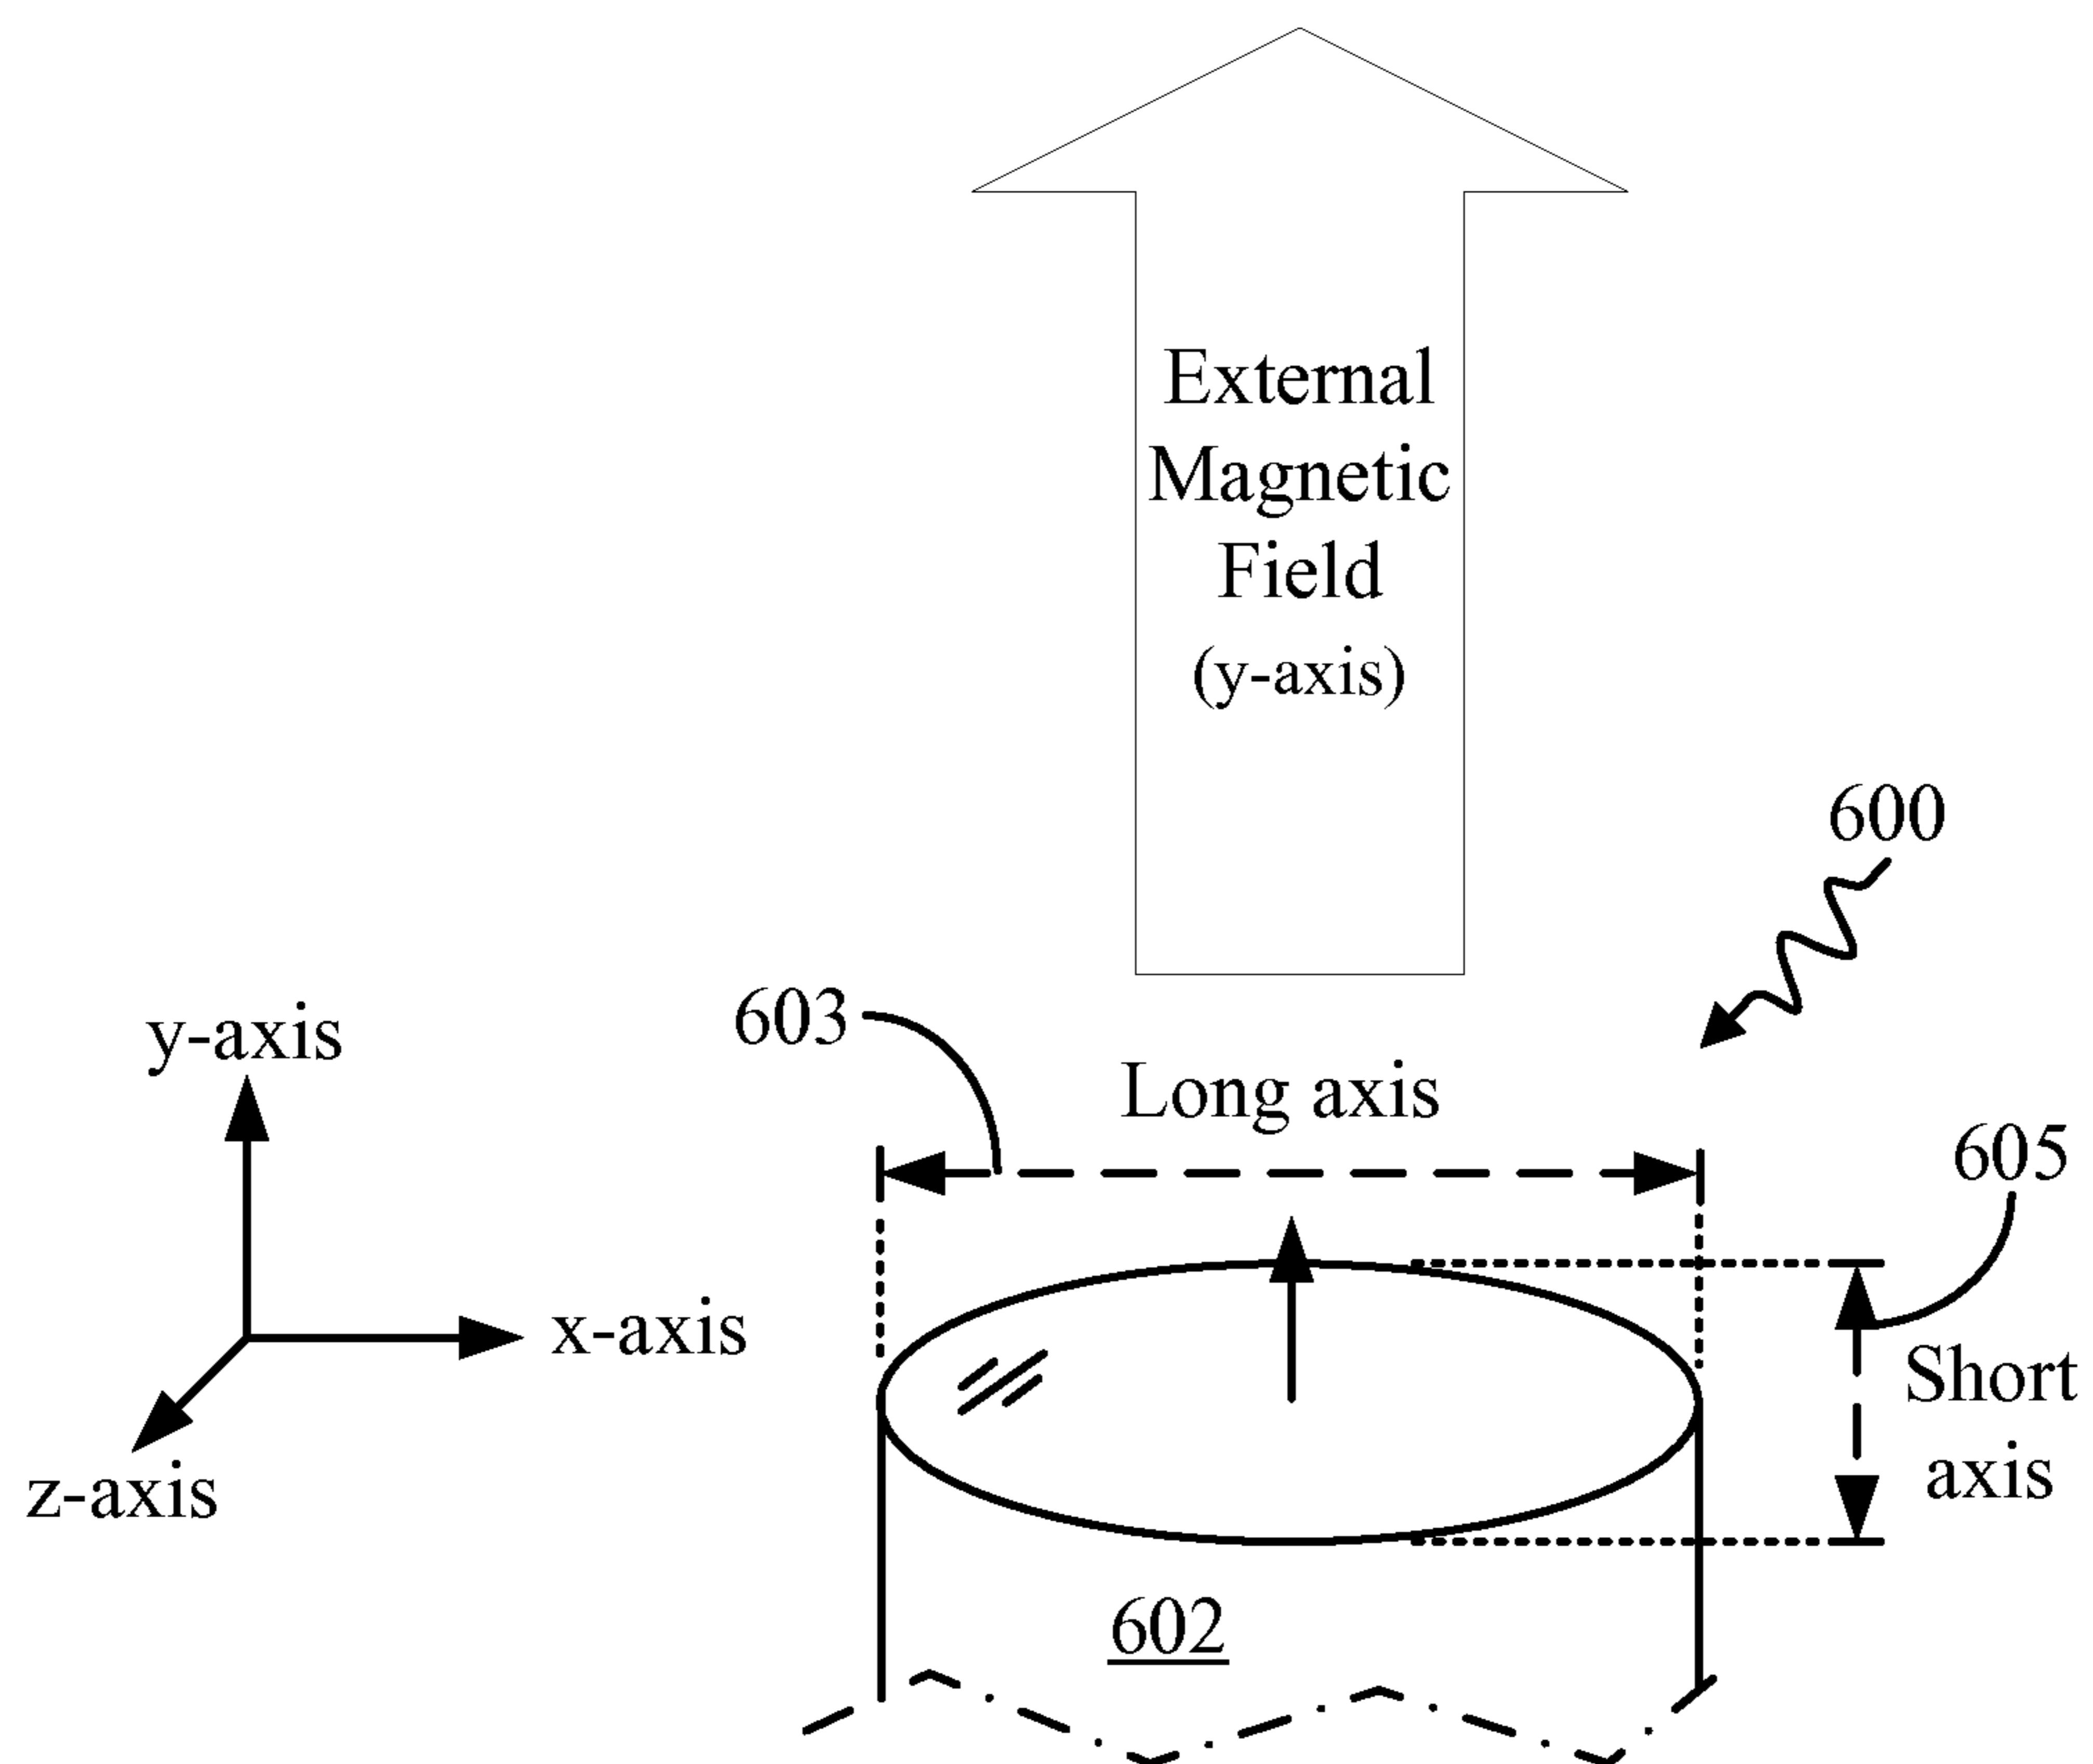 External
Magnetic
Field
(y-axis)
600
603
y-axis
Long axis
605
x-axis
Short
axis
z-axis
602